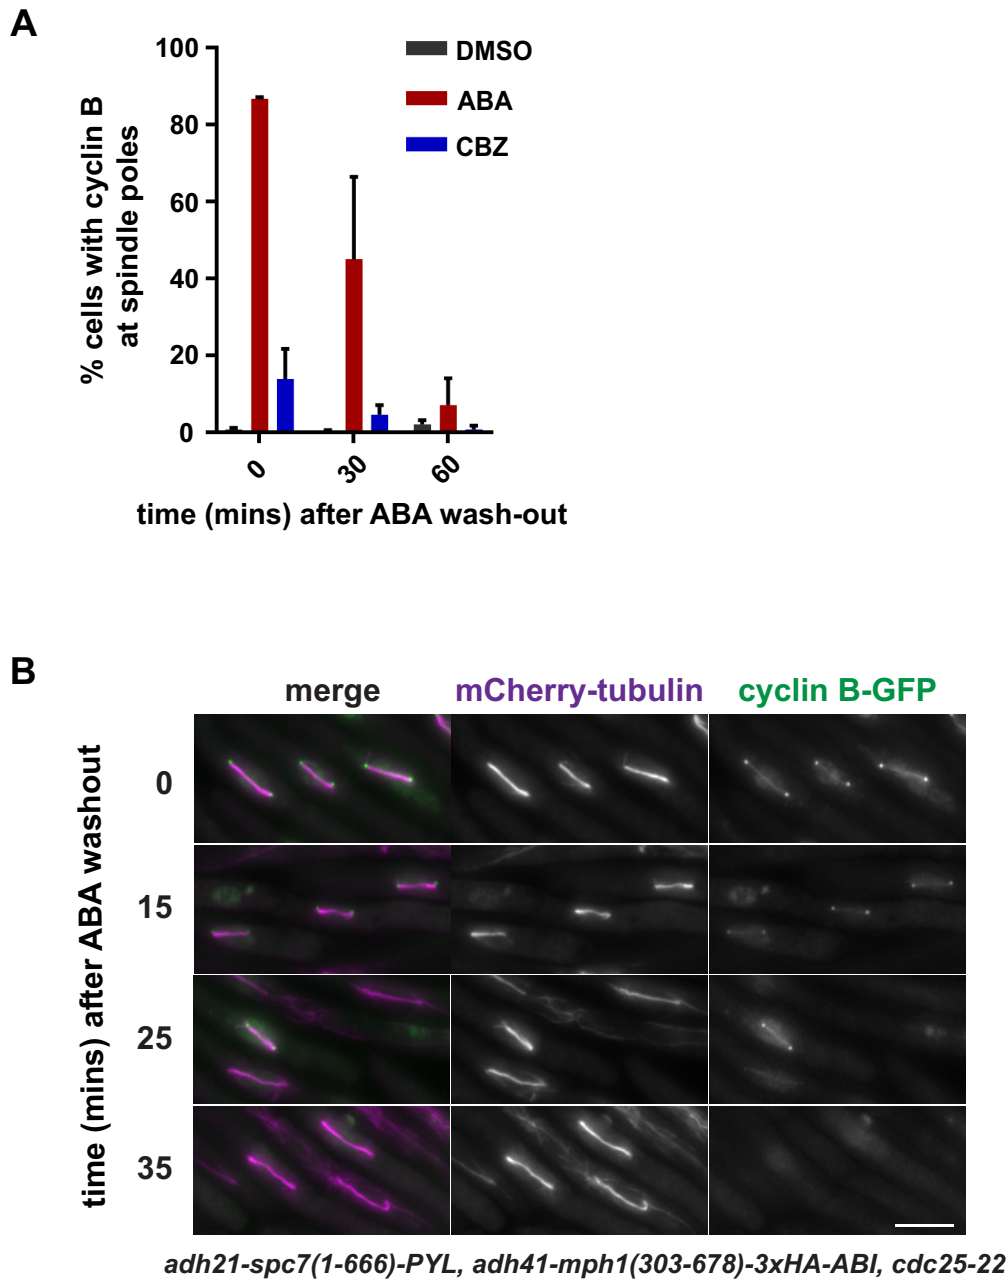 A
100
80
60
40
20
0
% cells with cyclin B
at spindle poles
DMSO
ABA
CBZ
0
30
60
time (mins) after ABA wash-out
B
merge
mCherry-tubulin
cyclin B-GFP
time (mins) after ABA washout
0
15
25
35
adh21-spc7(1-666)-PYL, adh41-mph1(303-678)-3xHA-ABI, cdc25-22